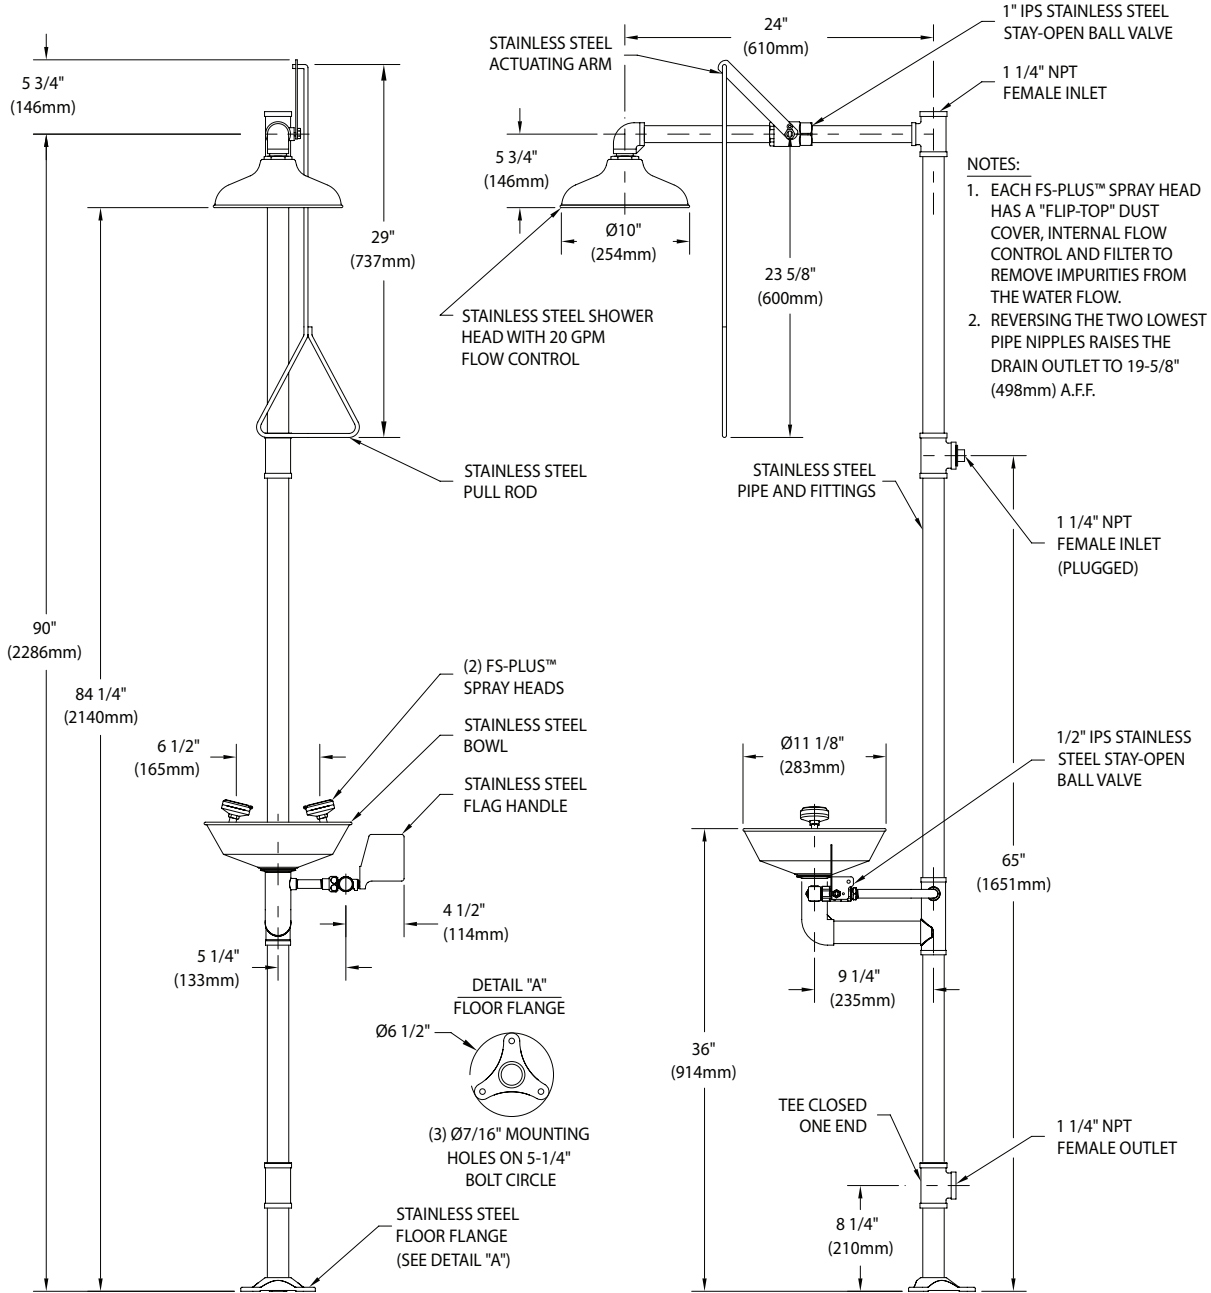 5 3/4"
(146mm)
29"
(737mm)
90"
(2286mm)
84 1/4"
(2140mm)
STAINLESS STEEL
PULL ROD
(2) FS-PLUS™
SPRAY HEADS
STAINLESS STEEL
BOWL
STAINLESS STEEL
FLAG HANDLE
6 1/2"
(165mm)
4 1/2"
(114mm)
5 1/4"
(133mm)
DETAIL "A"
FLOOR FLANGE
Ø6 1/2"
(3) Ø7/16" MOUNTING
HOLES ON 5-1/4"
BOLT CIRCLE
STAINLESS STEEL
FLOOR FLANGE
(SEE DETAIL "A")
STAINLESS STEEL
ACTUATING ARM
24"
(610mm)
1" IPS STAINLESS STEEL
STAY-OPEN BALL VALVE
1 1/4" NPT
FEMALE INLET
5 3/4"
(146mm)
Ø10"
(254mm)
23 5/8"
(600mm)
STAINLESS STEEL SHOWER
HEAD WITH 20 GPM
FLOW CONTROL
NOTES:
1. EACH FS-PLUS™ SPRAY HEAD
HAS A "FLIP-TOP" DUST
COVER, INTERNAL FLOW
CONTROL AND FILTER TO
REMOVE IMPURITIES FROM
THE WATER FLOW.
2. REVERSING THE TWO LOWEST
PIPE NIPPLES RAISES THE
DRAIN OUTLET TO 19-5/8"
(498mm) A.F.F.
STAINLESS STEEL
PIPE AND FITTINGS
1 1/4" NPT
FEMALE INLET
(PLUGGED)
Ø11 1/8"
(283mm)
1/2" IPS STAINLESS
STEEL STAY-OPEN
BALL VALVE
65"
(1651mm)
9 1/4"
(235mm)
36"
(914mm)
TEE CLOSED
ONE END
1 1/4" NPT
FEMALE OUTLET
8 1/4"
(210mm)